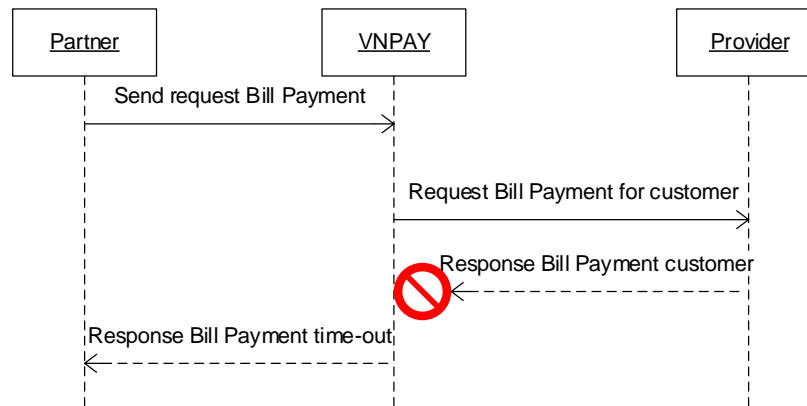 Partner
VNPAY
Provider
Send request Bill Payment
Request Bill Payment for customer
Response Bill Payment customer
Response Bill Payment time-out